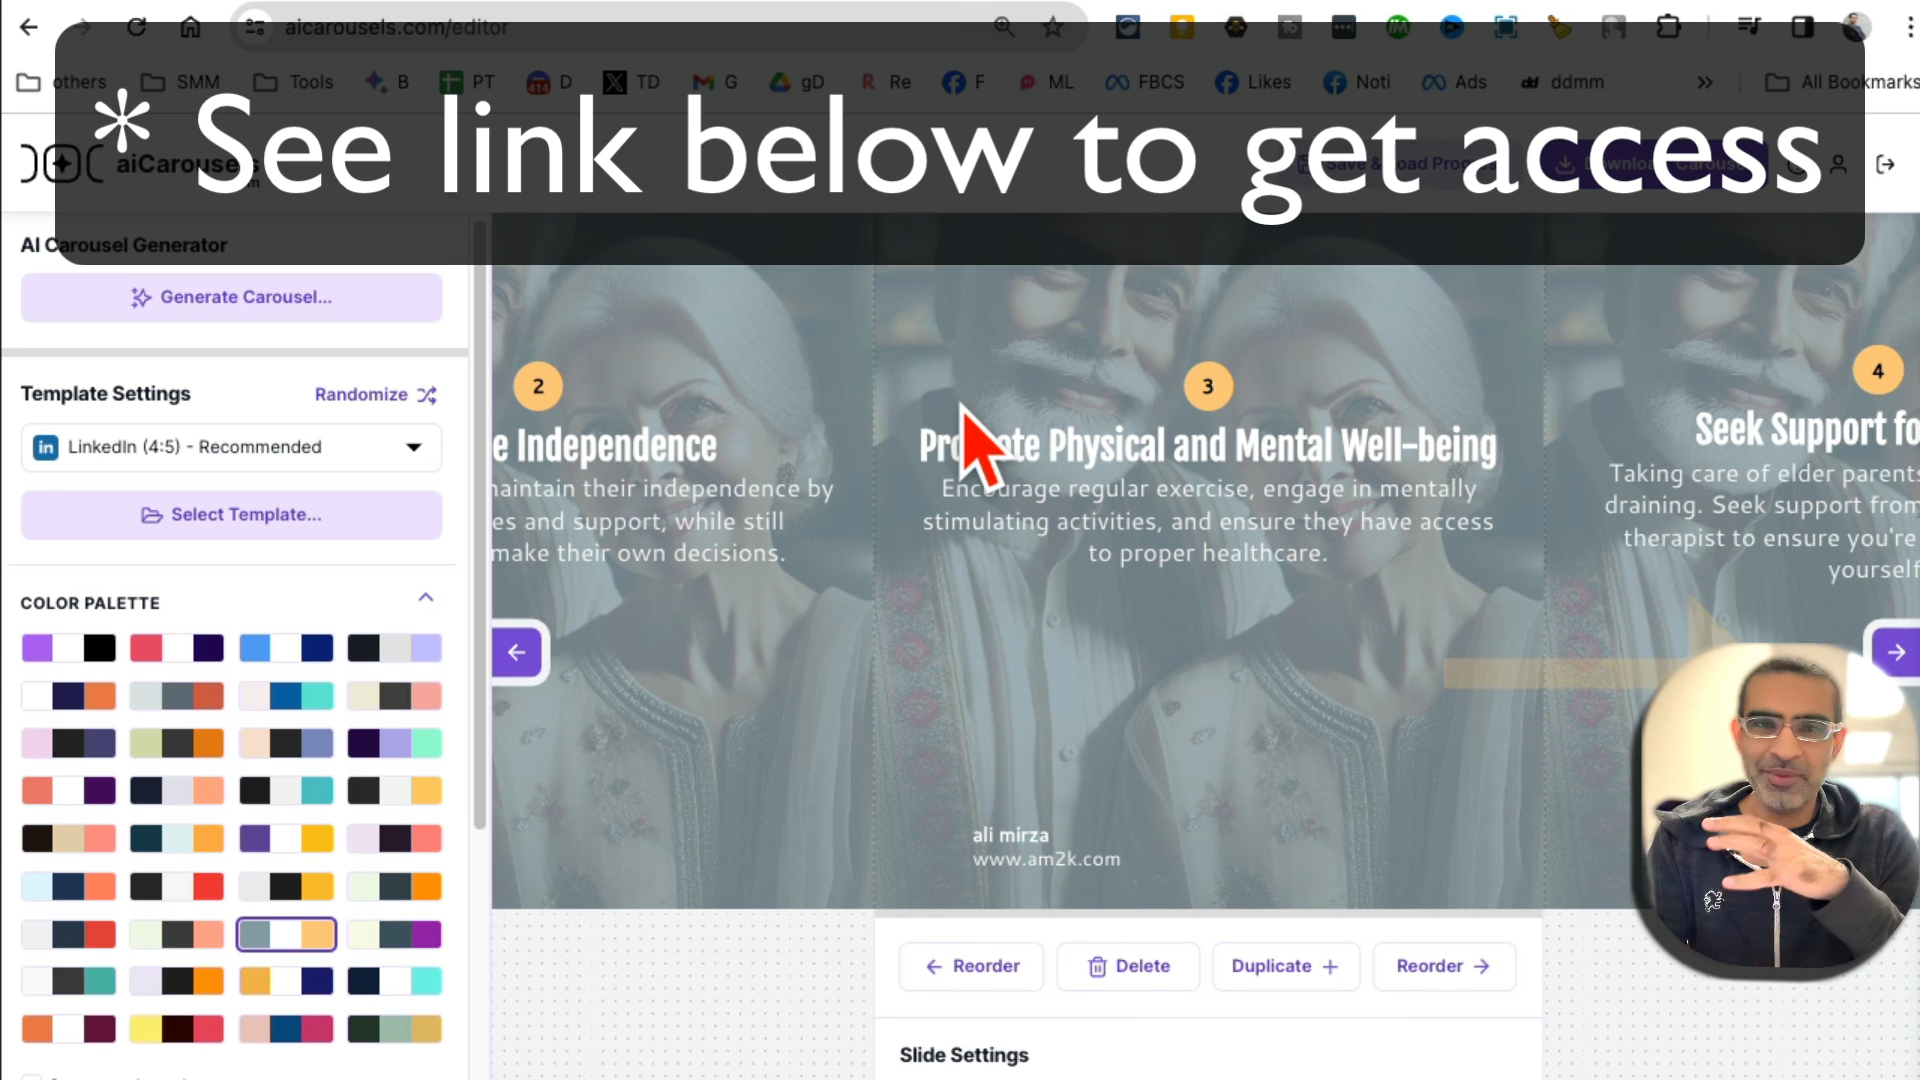 aicarousels.com/editor
others
SMM
Tools
B
PT
D
TD
G
gD
Re
F
ML
FBCS
Likes
Noti
Ads
ddmm
All Bookmarks
* See link below to get access
aiCarousels
AI Carousel Generator
Generate Carousel...
Template Settings
Randomize
LinkedIn (4:5) - Recommended
Select Template...
COLOR PALETTE
2
e Independence
naintain their independence by
es and support, while still
make their own decisions.
3
Pro te Physical and Mental Well-being
Encourage regular exercise, engage in mentally
stimulating activities, and ensure they have access
to proper healthcare.
ali mirza
www.am2k.com
4
Seek Support fo
Taking care of elder parents
draining. Seek support from
therapist to ensure you're
yourself
Reorder
Delete
Duplicate
Reorder
Slide Settings